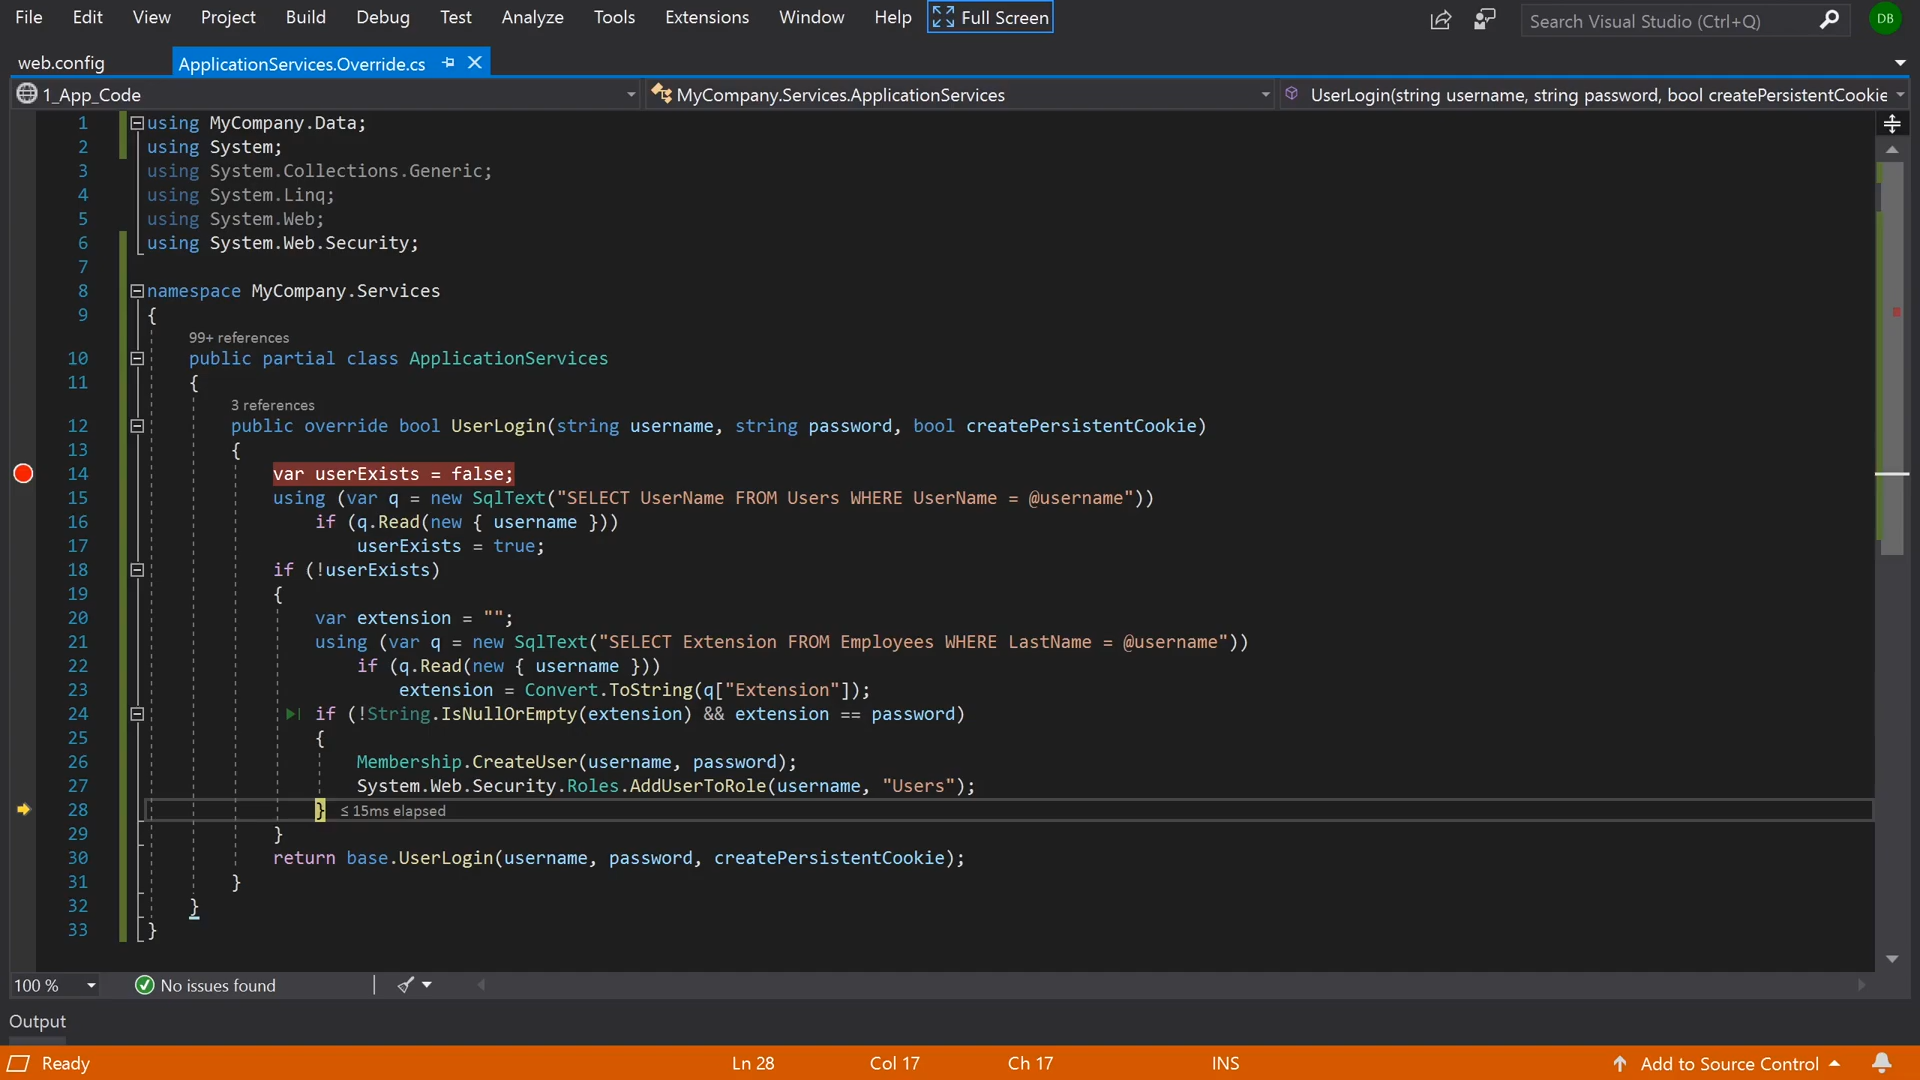 File Edit View Project Build Debug Test Analyze Tools Extensions Window Help Full Screen Search Visual Studio (Ctrl+Q) DB
web.config ApplicationServices.Override.cs
1_App_Code MyCompany.Services.ApplicationServices UserLogin(string username, string password, bool createPersistentCookie
1 using MyCompany.Data;
2 using System;
3 using System.Collections.Generic;
4 using System.Linq;
5 using System.Web;
6 using System.Web.Security;
7
8 namespace MyCompany.Services
9 {
99+ references
10 public partial class ApplicationServices
11 {
3 references
12 public override bool UserLogin(string username, string password, bool createPersistentCookie)
13 {
14 var userExists = false;
15 using (var q = new SqlText("SELECT UserName FROM Users WHERE UserName = @username"))
16 if (q.Read(new { username }))
17 userExists = true;
18 if (!userExists)
19 {
20 var extension = "";
21 using (var q = new SqlText("SELECT Extension FROM Employees WHERE LastName = @username"))
22 if (q.Read(new { username }))
23 extension = Convert.ToString(q["Extension"]);
24 if (!String.IsNullOrEmpty(extension) && extension == password)
25 {
26 Membership.CreateUser(username, password);
27 System.Web.Security.Roles.AddUserToRole(username, "Users");
28 } ≤ 15ms elapsed
29 }
30 return base.UserLogin(username, password, createPersistentCookie);
31 }
32 }
33 }
100 % No issues found
Output
Ready Ln 28 Col 17 Ch 17 INS Add to Source Control